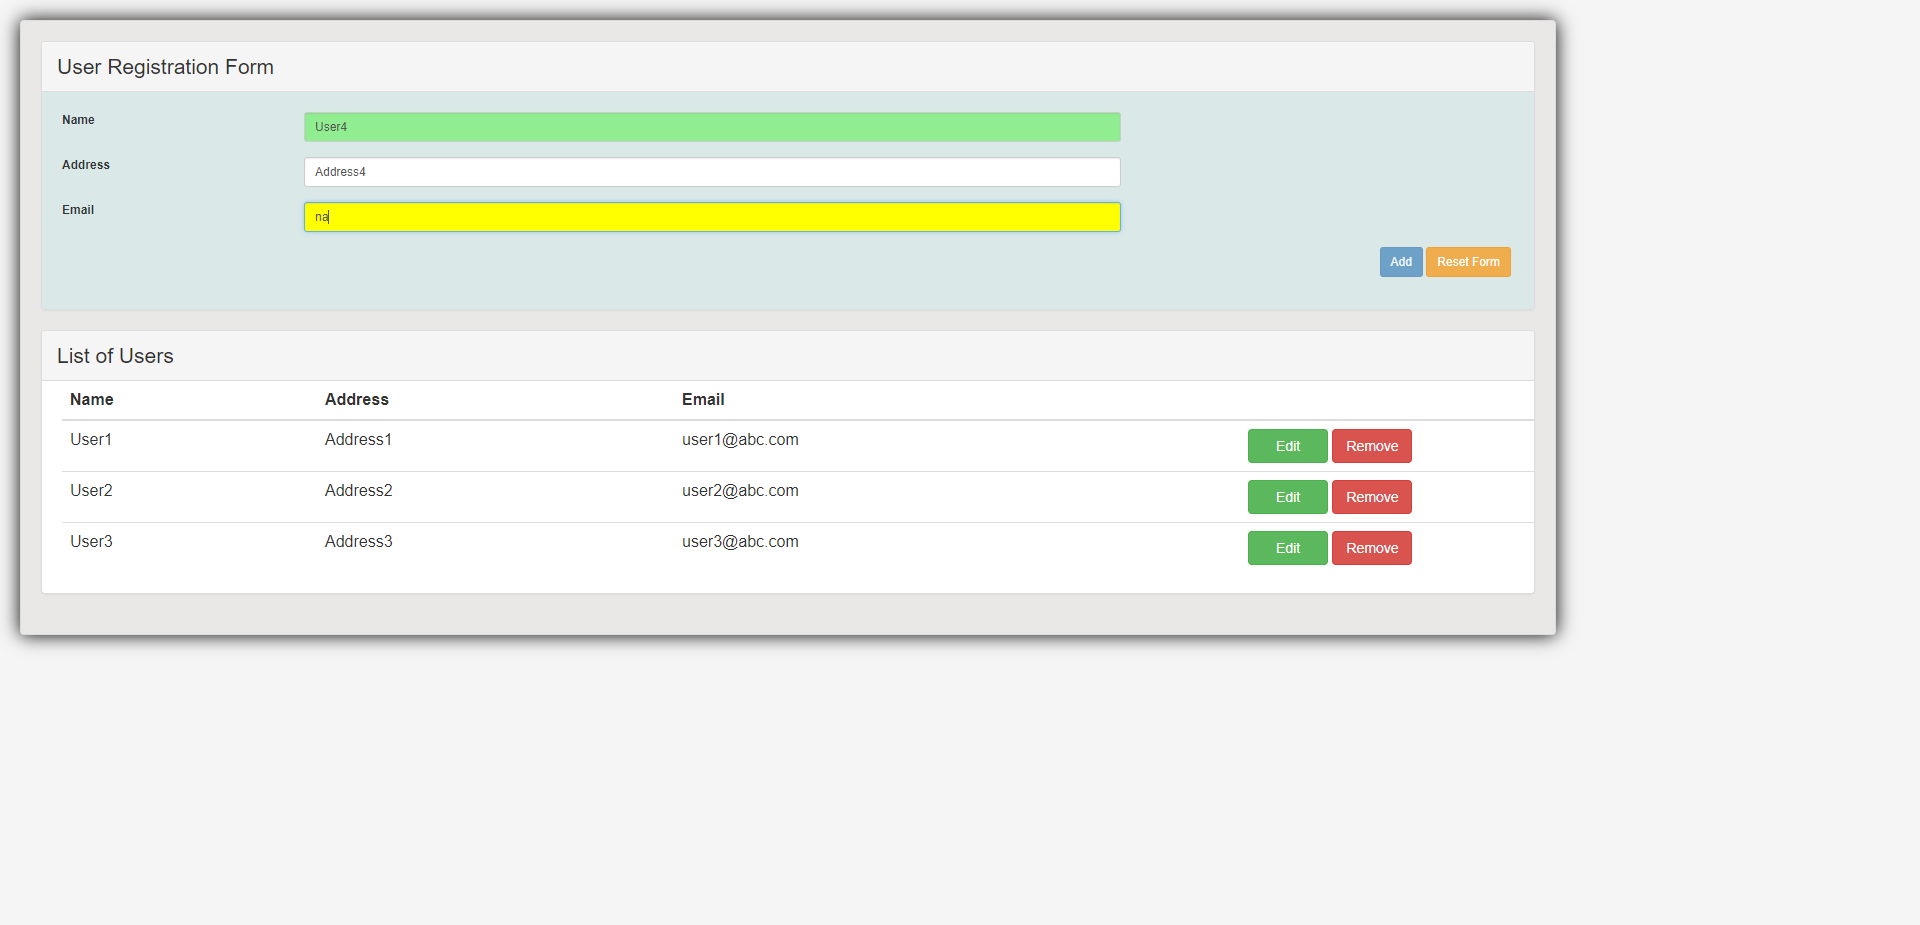 User Registration Form
Name
User4
Address
Address4
Email
na
Add Reset Form
List of Users
Name Address Email
User1 Address1 user1@abc.com Edit Remove
User2 Address2 user2@abc.com Edit Remove
User3 Address3 user3@abc.com Edit Remove